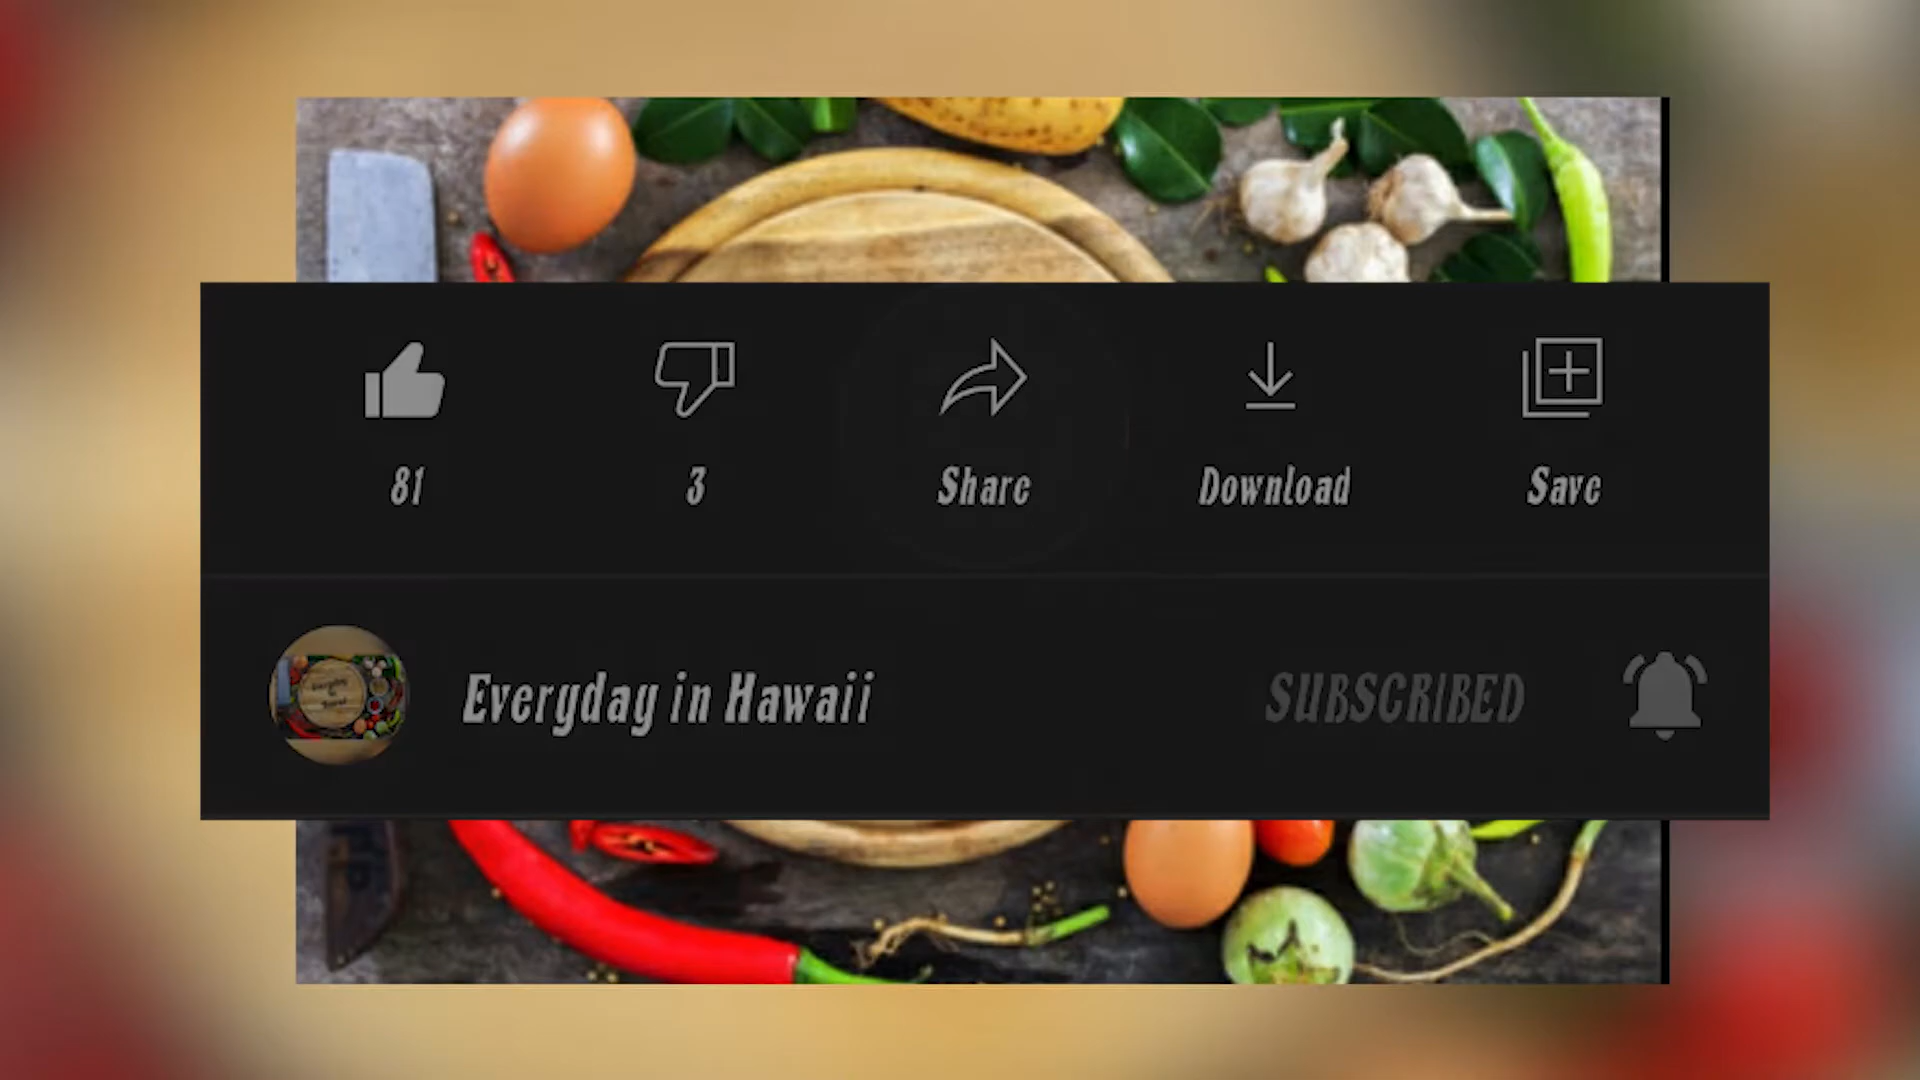 81
3
Share
Download
Save
Everyday in Hawaii
SUBSCRIBED